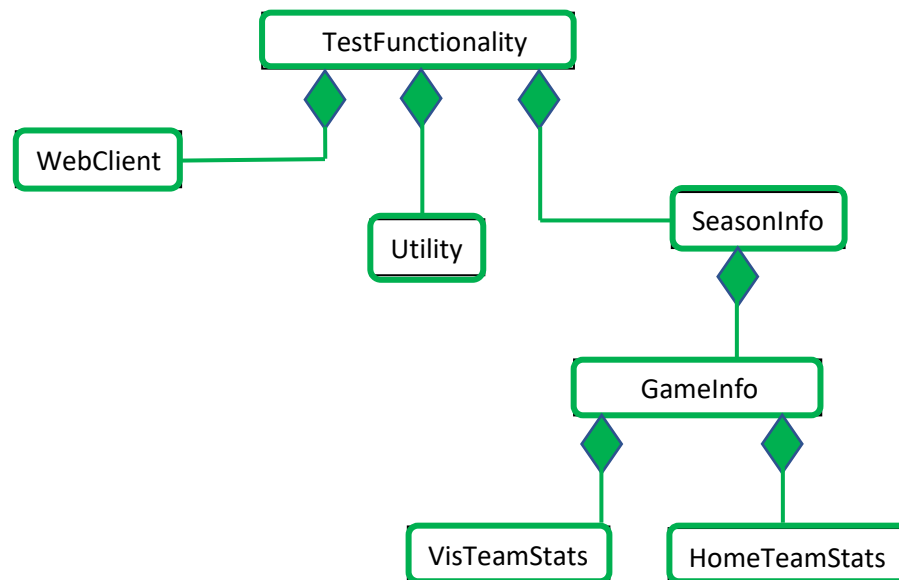 TestFunctionality
WebClient
Utility
SeasonInfo
GameInfo
VisTeamStats
HomeTeamStats